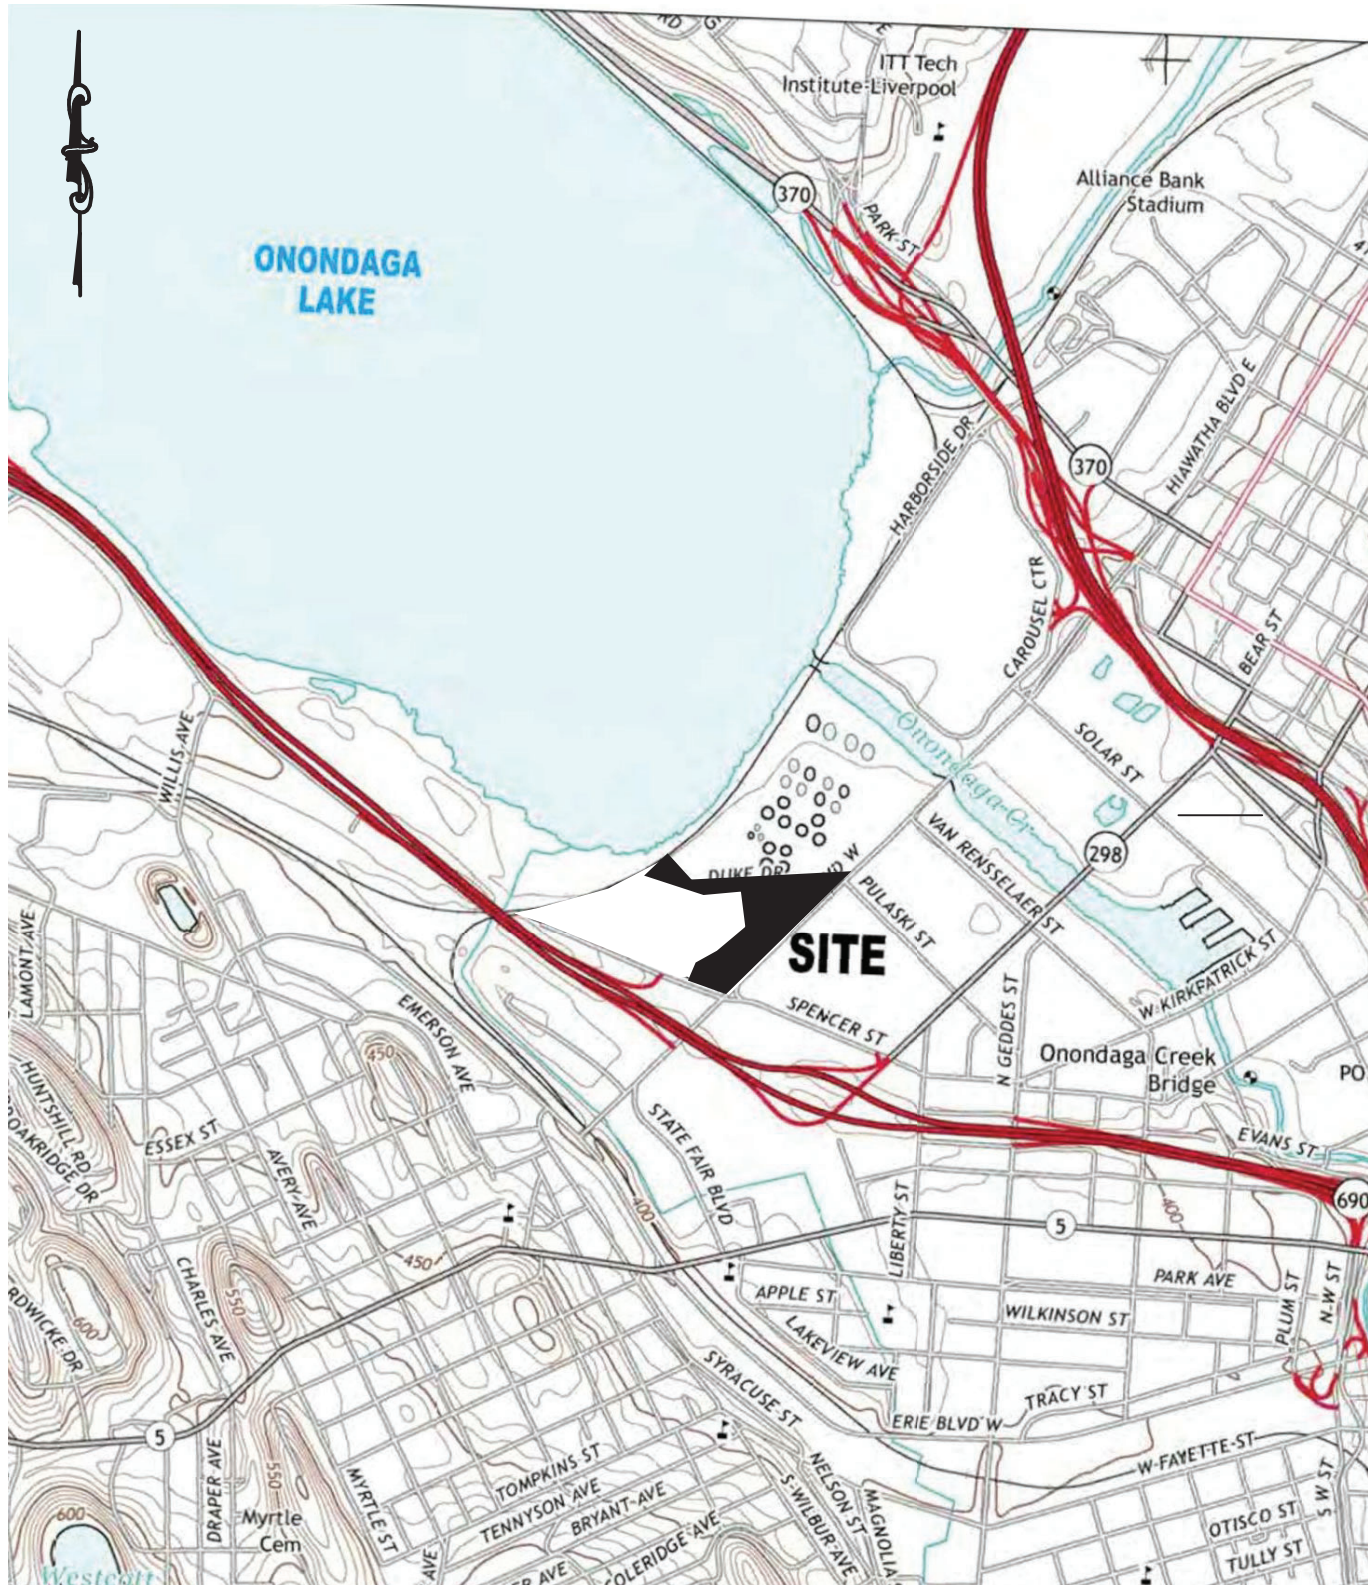 ITT Tech
Institute-Liverpool
370
PARK ST
Alliance Bank
Stadium
ONONDAGA
LAKE
HIAWATHA BLVD E
HARBORSIDE DR
370
CAROUSEL CTR
BEAR ST
WILLIS AVE
Onondaga Cr
SOLAR ST
VAN RENSSELAER ST
298
DUKE DR
PULASKI ST
SITE
LAMONT AVE
EMERSON AVE
SPENCER ST
W KIRKPATRICK ST
N GEDDES ST
Onondaga Creek
Bridge
450
HUNTSHILL RD
OAKRIDGE DR
ESSEX ST
AVERY AVE
STATE FAIR BLVD
EVANS ST
690
400
400
LIBERTY ST
5
450
CHARLES AVE
550
600
RDWICKE DR
APPLE ST
PARK AVE
WILKINSON ST
PLUM ST
N W ST
LAKEVIEW AVE
SYRACUSE ST
TRACY ST
ERIE BLVD W
5
DRAPER AVE
550
MYRTLE ST
TOMPKINS ST
TENNYSON AVE
BRYANT AVE
COLERIDGE AVE
NELSON ST
S WILBUR AVE
MAGNOLIA
W FAYETTE ST
S W ST
OTISCO ST
TULLY ST
600
Myrtle
Cem
Westcott
AVE